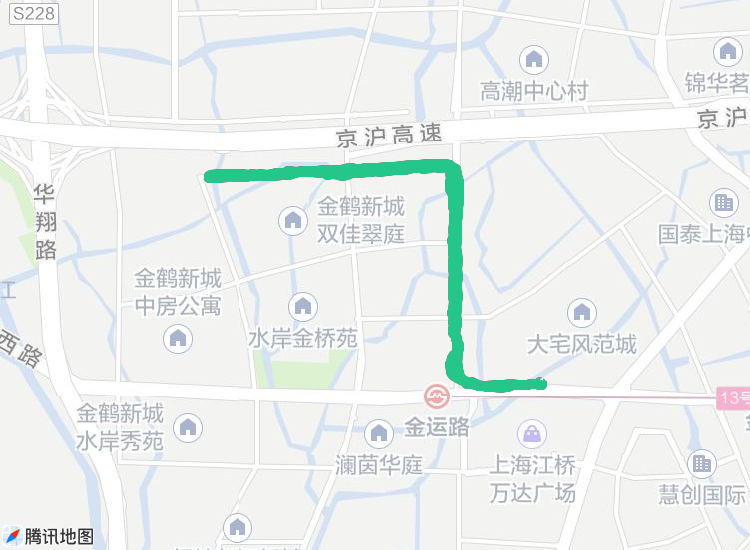 S228
高潮中心村
锦华茗
京沪高速
京沪
华翔路
金鹤新城
双佳翠庭
国泰上海
金鹤新城
中房公寓
江
水岸金桥苑
大宅风范城
西路
13号
金鹤新城
水岸秀苑
金运路
澜茵华庭
上海江桥
万达广场
慧创国际
腾讯地图